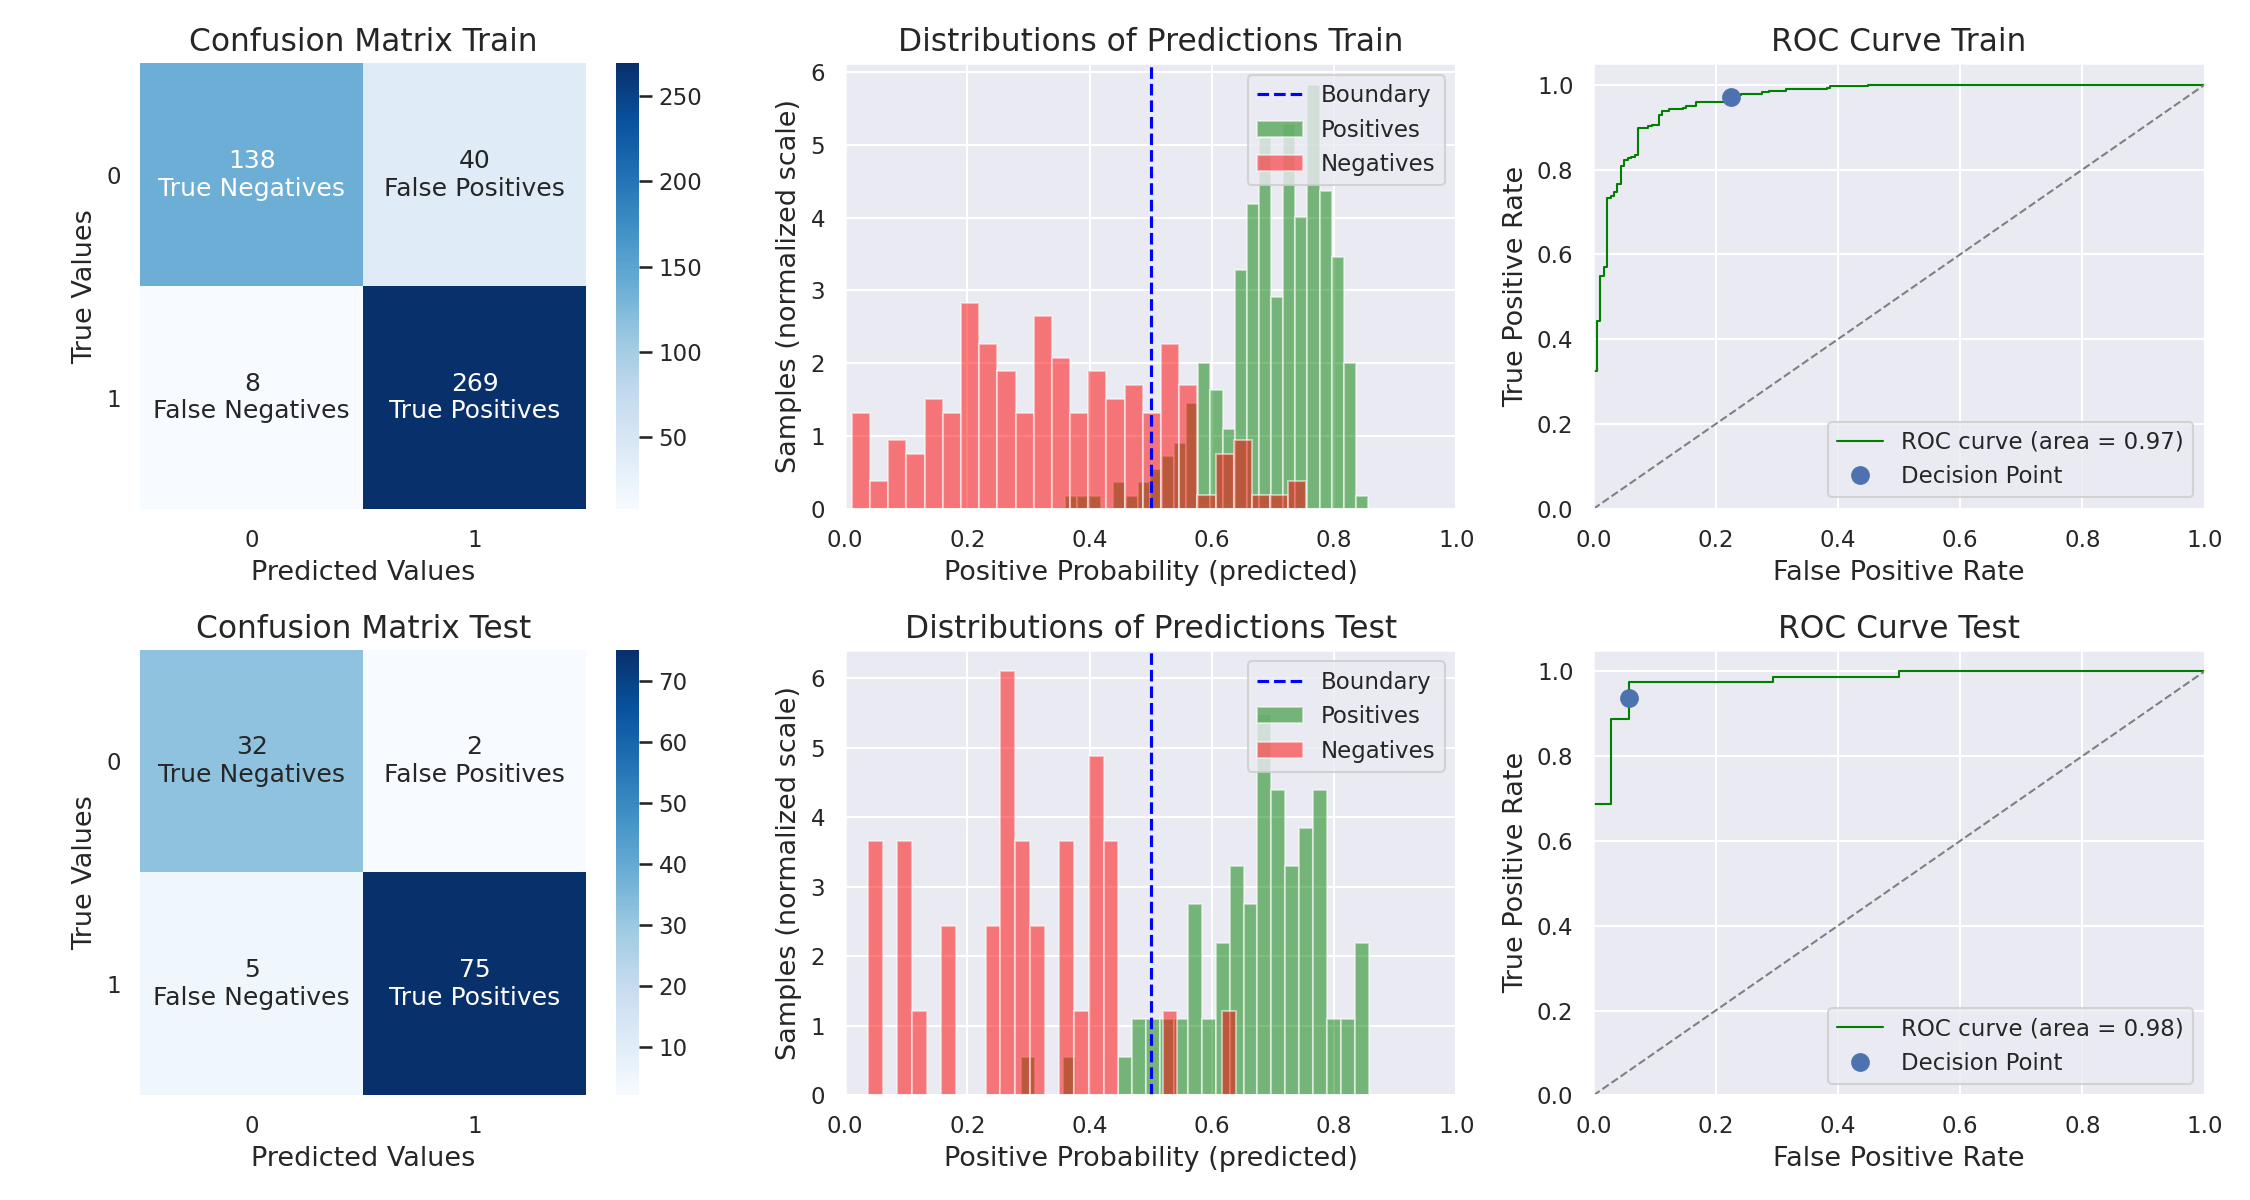 Confusion Matrix Train
138
True Negatives
40
False Positives
8
False Negatives
269
True Positives
0
1
True Values
0
1
Predicted Values
250
200
150
100
50
Distributions of Predictions Train
Boundary
Positives
Negatives
6
5
4
3
2
1
0
Samples (normalized scale)
0.0
0.2
0.4
0.6
0.8
1.0
Positive Probability (predicted)
ROC Curve Train
1.0
0.8
0.6
0.4
0.2
0.0
True Positive Rate
ROC curve (area = 0.97)
Decision Point
0.0
0.2
0.4
0.6
0.8
1.0
False Positive Rate
Confusion Matrix Test
32
True Negatives
2
False Positives
5
False Negatives
75
True Positives
0
1
True Values
0
1
Predicted Values
70
60
50
40
30
20
10
Distributions of Predictions Test
Boundary
Positives
Negatives
6
5
4
3
2
1
0
Samples (normalized scale)
0.0
0.2
0.4
0.6
0.8
1.0
Positive Probability (predicted)
ROC Curve Test
1.0
0.8
0.6
0.4
0.2
0.0
True Positive Rate
ROC curve (area = 0.98)
Decision Point
0.0
0.2
0.4
0.6
0.8
1.0
False Positive Rate